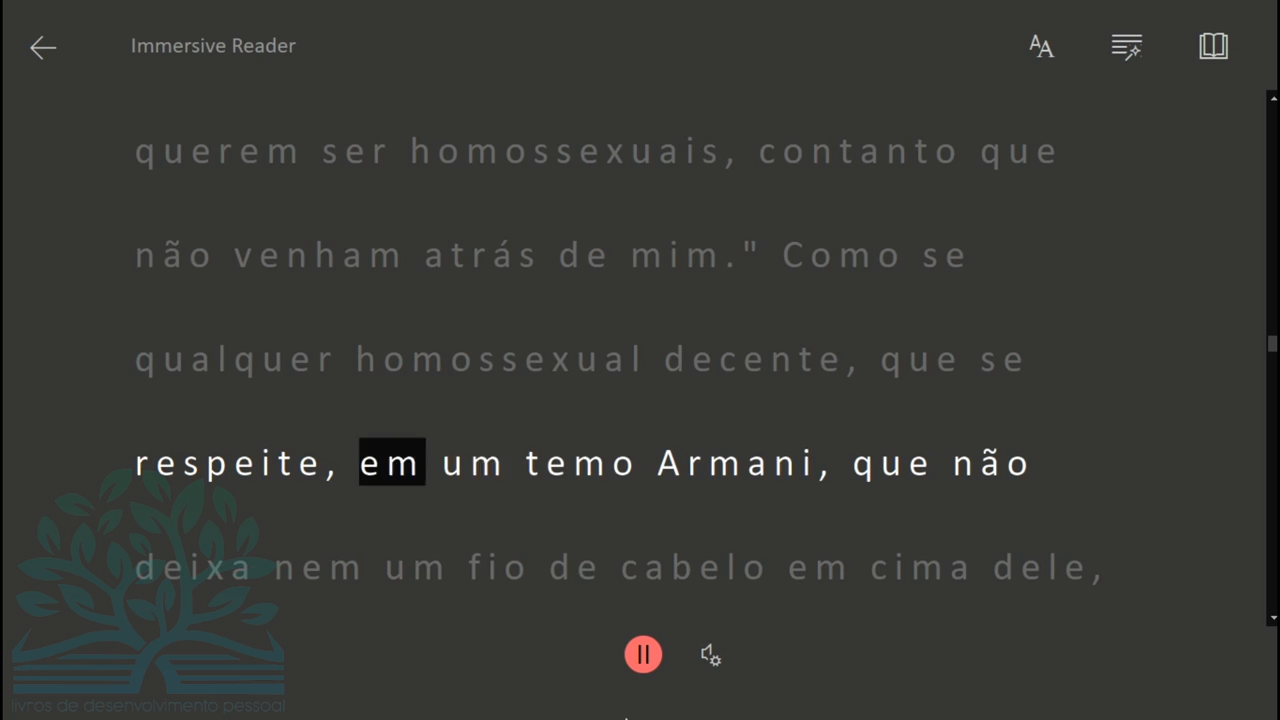 Immersive Reader
querem ser homossexuais, contanto que
não venham atrás de mim." Como se
qualquer homossexual decente, que se
respeite, em um temo Armani, que não
deixa nem um fio de cabelo em cima dele,
livros de desenvolvimento pessoal